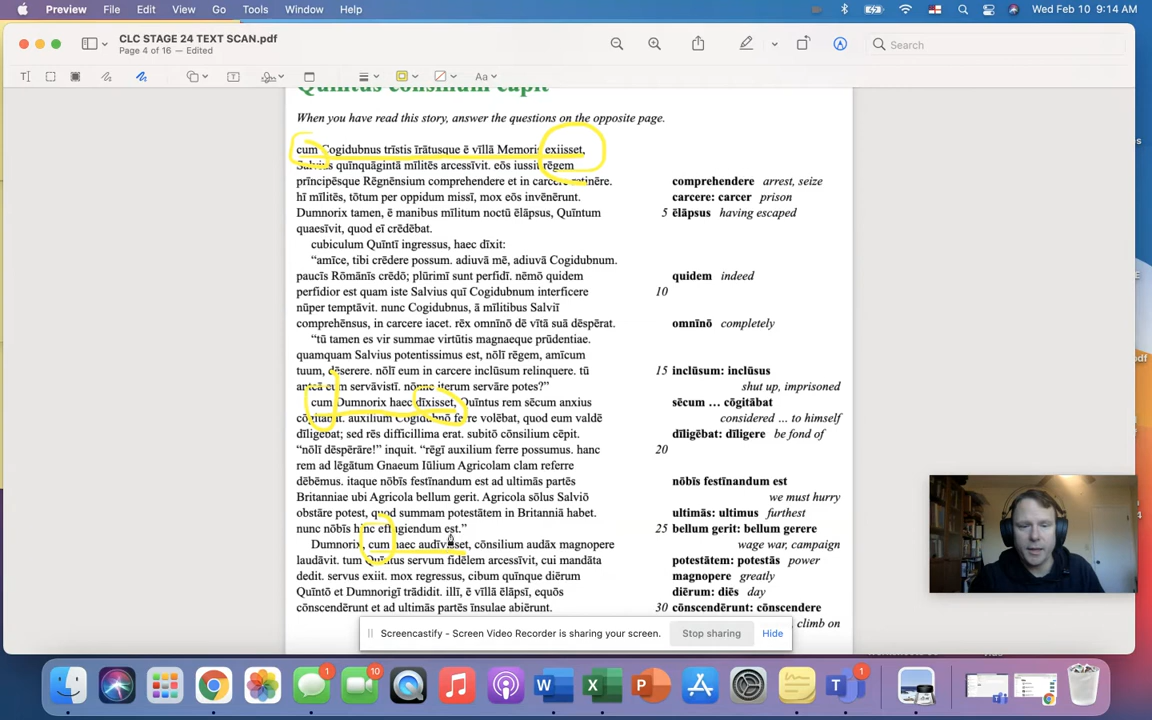 Preview File Edit View Go Tools Window Help
Wed Feb 10 9:14 AM
CLC STAGE 24 TEXT SCAN.pdf
Page 4 of 16 — Edited
Search
Quīntus cōnsilium capit
When you have read this story, answer the questions on the opposite page.
cum Cogidubnus trīstis īrātusque ē vīllā Memoris exiisset,
Salvius quīnquāgintā mīlitēs arcessīvit. eōs iussit rēgem
prīncipēsque Rēgnēnsium comprehendere et in carcere retinēre.
comprehendere arrest, seize
hī mīlitēs, tōtum per oppidum missī, mox eōs invēnērunt.
carcere: carcer prison
Dumnorix tamen, ē manibus mīlitum noctū ēlāpsus, Quīntum
5 ēlāpsus having escaped
quaesīvit, quod eī crēdēbat.
cubiculum Quīntī ingressus, haec dīxit:
“amīce, tibi crēdere possum. adiuvā mē, adiuvā Cogidubnum.
paucīs Rōmānīs crēdō; plūrimī sunt perfidī. nēmō quidem
quidem indeed
perfidior est quam iste Salvius quī Cogidubnum interficere
10
nūper temptāvit. nunc Cogidubnus, ā mīlitibus Salviī
comprehēnsus, in carcere iacet. rēx omnīnō dē vītā suā dēspērat.
omnīnō completely
“tū tamen es vir summae virtūtis magnaeque prūdentiae.
quamquam Salvius potentissimus est, nōlī rēgem, amīcum
tuum, dēserere. nōlī eum in carcere inclūsum relinquere. tū
15 inclūsum: inclūsus
anteā eum servāvistī. nōnne iterum servāre potes?”
shut up, imprisoned
cum Dumnorix haec dīxisset, Quīntus rem sēcum anxius
sēcum … cōgitābat
cōgitābat. auxilium Cogidubnō ferre volēbat, quod eum valdē
considered … to himself
dīligēbat; sed rēs difficillima erat. subitō cōnsilium cēpit.
dīligēbat: dīligere be fond of
“nōlī dēspērāre!” inquit. “rēgī auxilium ferre possumus. hanc
20
rem ad lēgātum Gnaeum Iūlium Agricolam clam referre
dēbēmus. itaque nōbīs festīnandum est ad ultimās partēs
nōbīs festīnandum est
Britanniae ubi Agricola bellum gerit. Agricola sōlus Salviō
we must hurry
obstāre potest, quod summam potestātem in Britanniā habet.
ultimās: ultimus furthest
nunc nōbīs hinc effugiendum est.”
25 bellum gerit: bellum gerere
Dumnorix, cum haec audīvisset, cōnsilium audāx magnopere
wage war, campaign
laudāvit. tum Quīntus servum fidēlem arcessīvit, cui mandāta
potestātem: potestās power
dedit. servus exiit. mox regressus, cibum quīnque diērum
magnopere greatly
Quīntō et Dumnorigī trādidit. illī, ē vīllā ēlāpsī, equōs
diērum: diēs day
cōnscendērunt et ad ultimās partēs īnsulae abiērunt.
30 cōnscendērunt: cōnscendere
climb on
Screencastify - Screen Video Recorder is sharing your screen.
Stop sharing
Hide
1
10
1